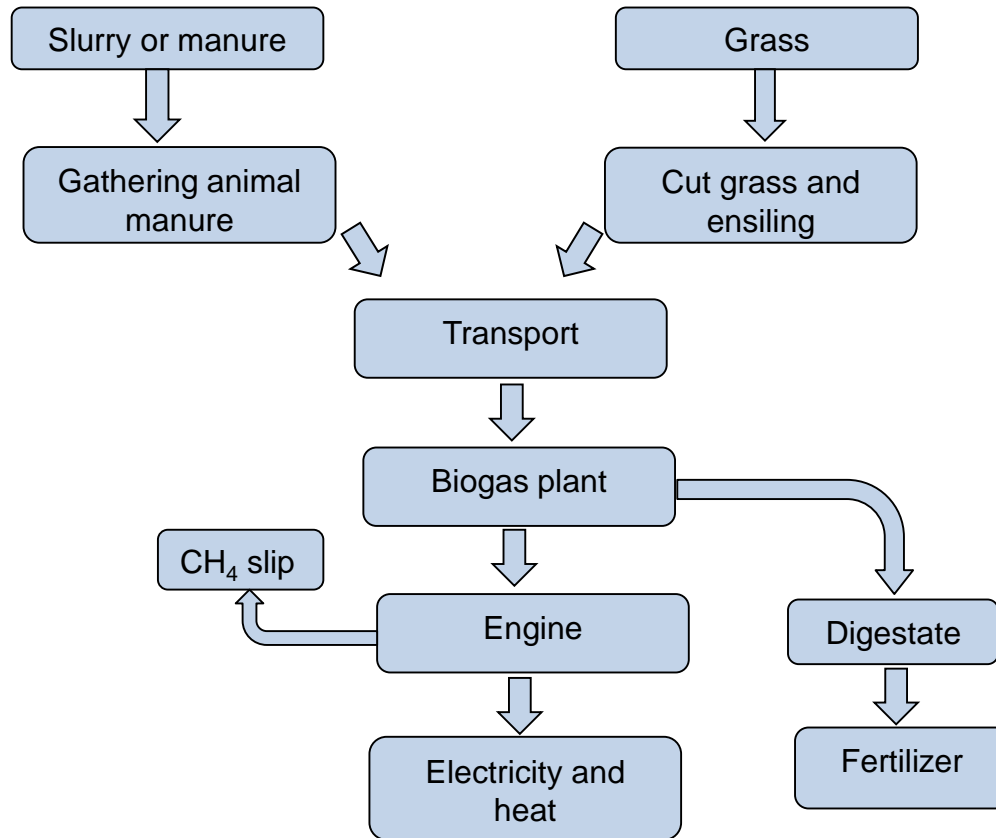 Slurry or manure
Grass
Gathering animal
manure
Cut grass and
ensiling
Transport
Biogas plant
CH₄ slip
Engine
Digestate
Electricity and
heat
Fertilizer